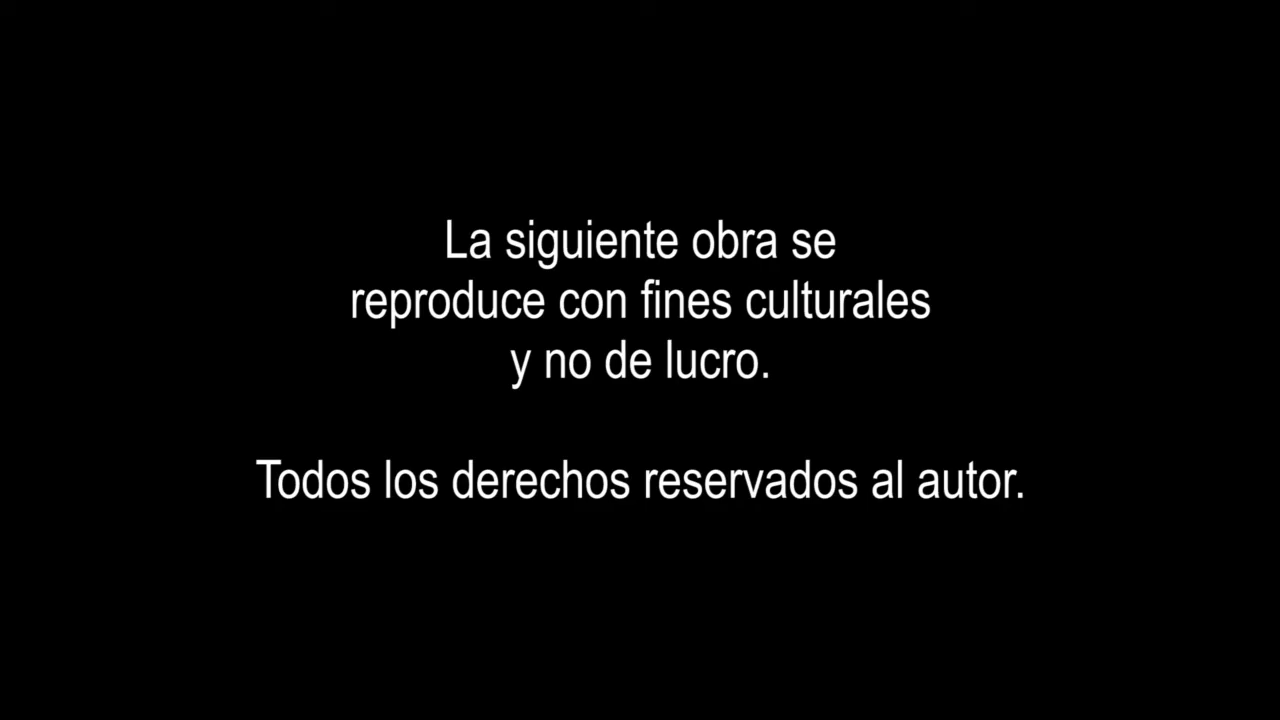 La siguiente obra se
reproduce con fines culturales
y no de lucro.
Todos los derechos reservados al autor.